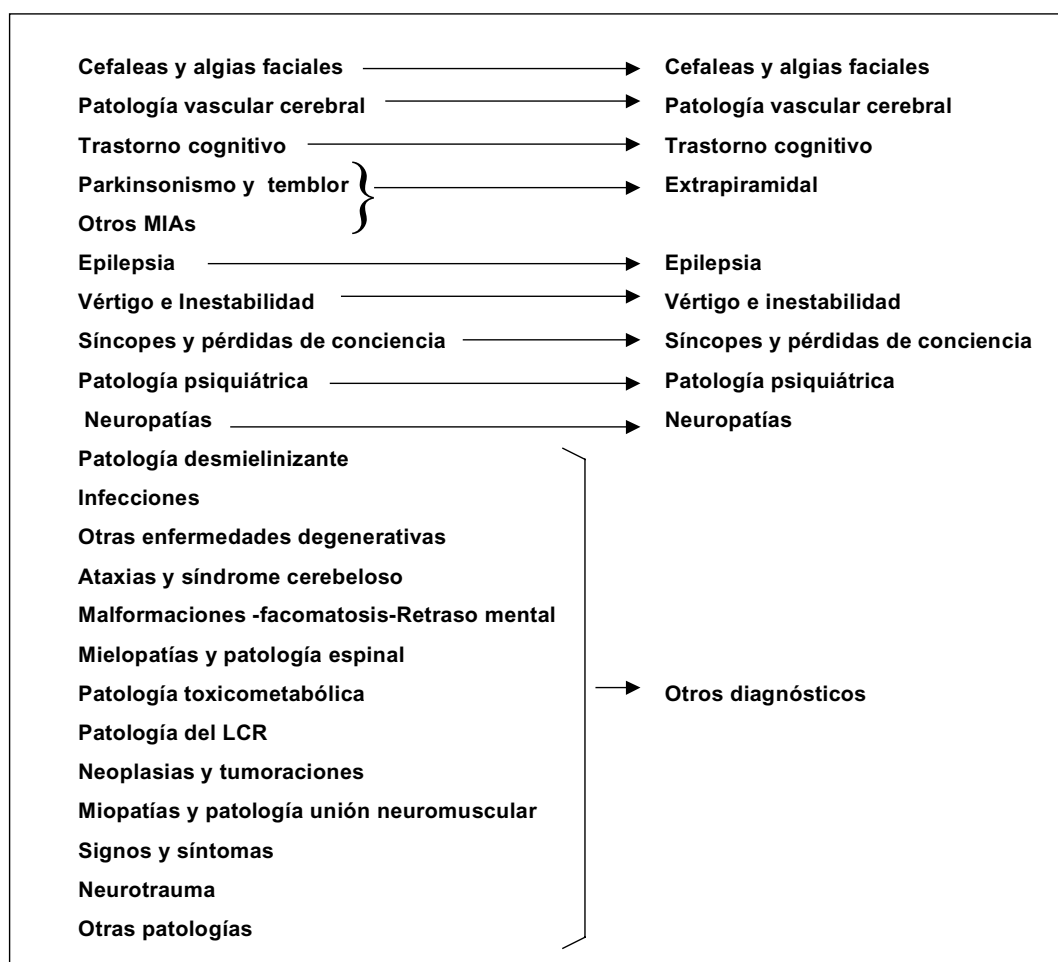 Cefaleas y algias faciales Cefaleas y algias faciales
Patología vascular cerebral Patología vascular cerebral
Trastorno cognitivo Trastorno cognitivo
Parkinsonismo y temblor Extrapiramidal
Otros MIAs
Epilepsia Epilepsia
Vértigo e Inestabilidad Vértigo e inestabilidad
Síncopes y pérdidas de conciencia Síncopes y pérdidas de conciencia
Patología psiquiátrica Patología psiquiátrica
Neuropatías Neuropatías
Patología desmielinizante
Infecciones
Otras enfermedades degenerativas
Ataxias y síndrome cerebeloso
Malformaciones -facomatosis-Retraso mental
Mielopatías y patología espinal
Patología toxicometabólica Otros diagnósticos
Patología del LCR
Neoplasias y tumoraciones
Miopatías y patología unión neuromuscular
Signos y síntomas
Neurotrauma
Otras patologías